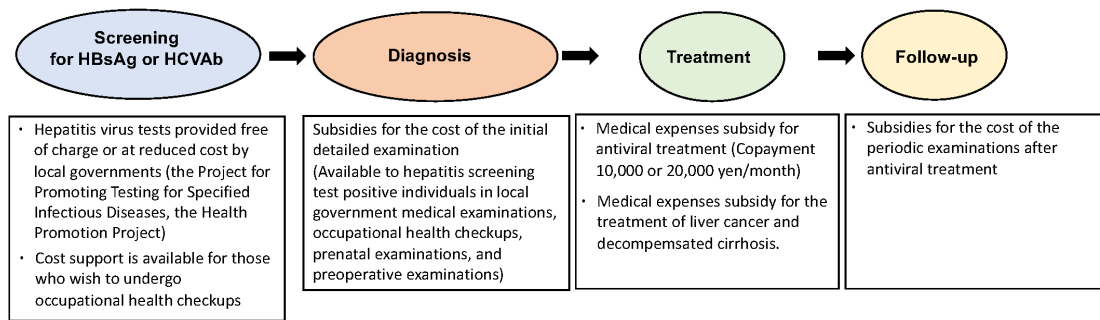 Screening
for HBsAg or HCVAb
Diagnosis
Treatment
Follow-up
・ Hepatitis virus tests provided free
of charge or at reduced cost by
local governments (the Project for
Promoting Testing for Specified
Infectious Diseases, the Health
Promotion Project)
・ Cost support is available for those
who wish to undergo
occupational health checkups
Subsidies for the cost of the initial
detailed examination
(Available to hepatitis screening
test positive individuals in local
government medical examinations,
occupational health checkups,
prenatal examinations, and
preoperative examinations)
・ Medical expenses subsidy for
antiviral treatment (Copayment
10,000 or 20,000 yen/month)
・ Medical expenses subsidy for the
treatment of liver cancer and
decompemsated cirrhosis.
・ Subsidies for the cost of the
periodic examinations after
antiviral treatment